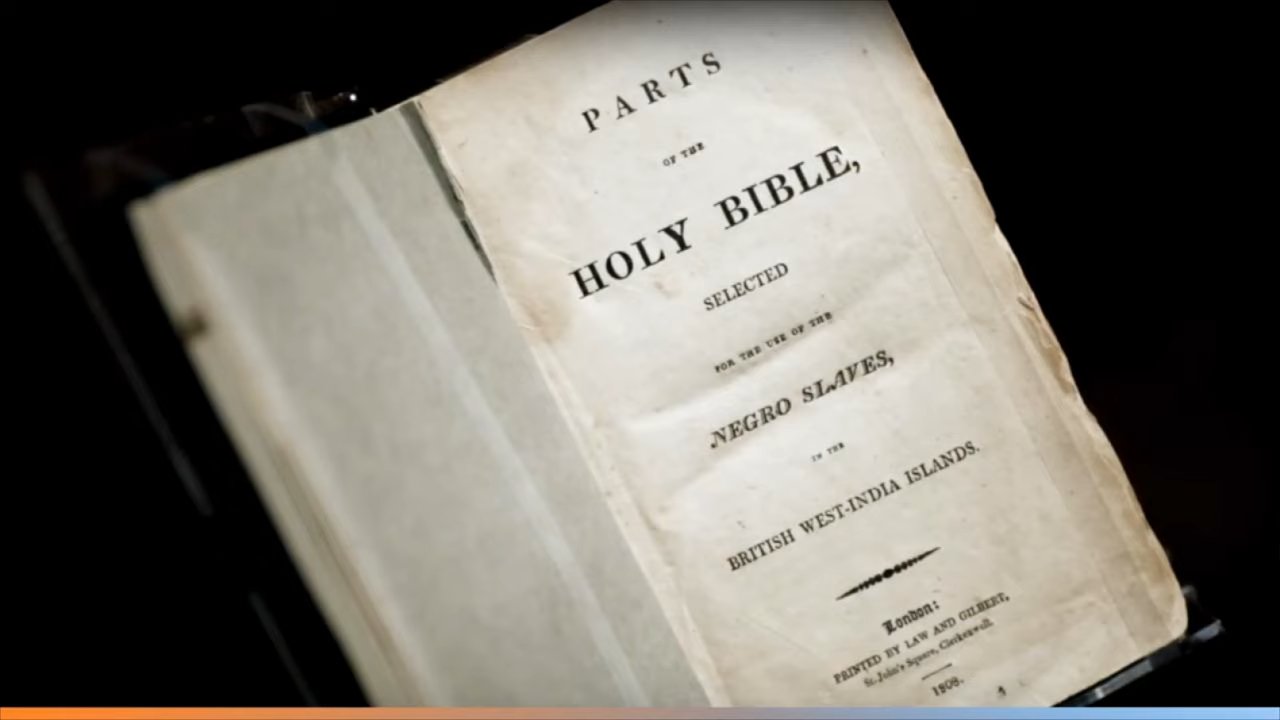 PARTS
OF THE
HOLY BIBLE,
SELECTED
FOR THE USE OF THE
NEGRO SLAVES,
IN THE
BRITISH WEST-INDIA ISLANDS.
London:
PRINTED BY LAW AND GILBERT,
St. John's Square, Clerkenwell.
1808.